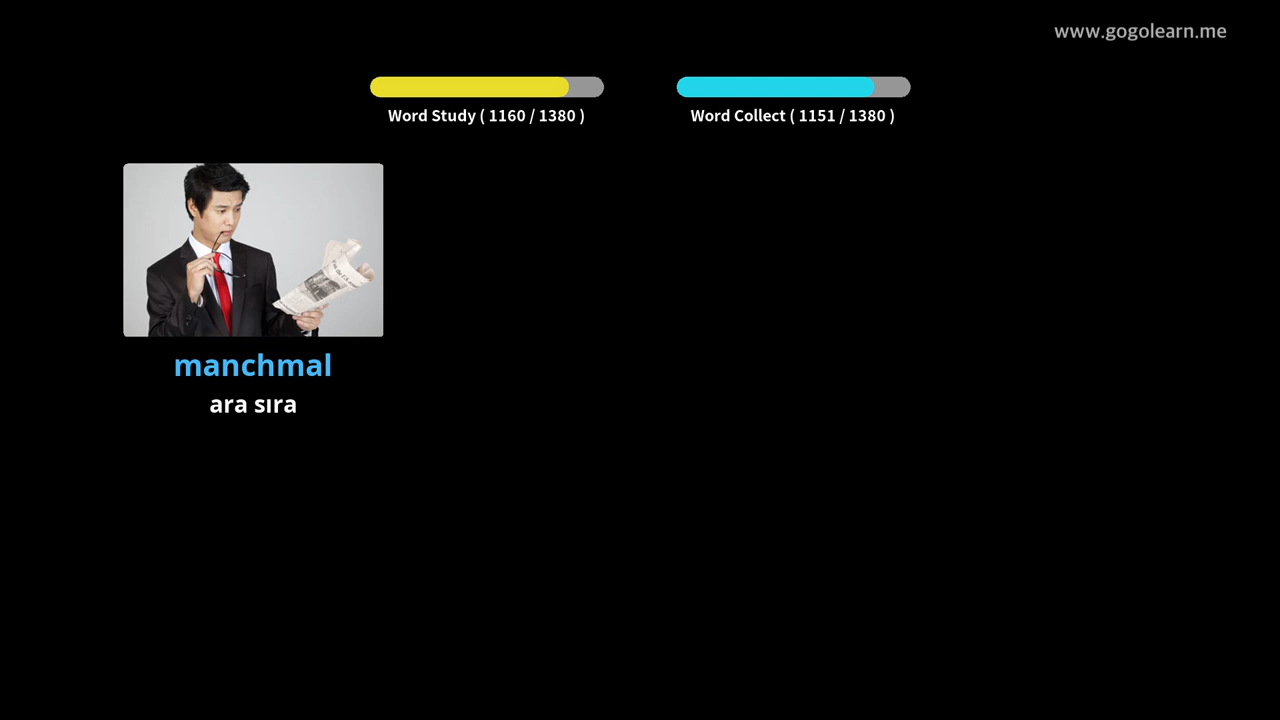 www.gogolearn.me
Word Study ( 1160 / 1380 )
Word Collect ( 1151 / 1380 )
manchmal
ara sıra